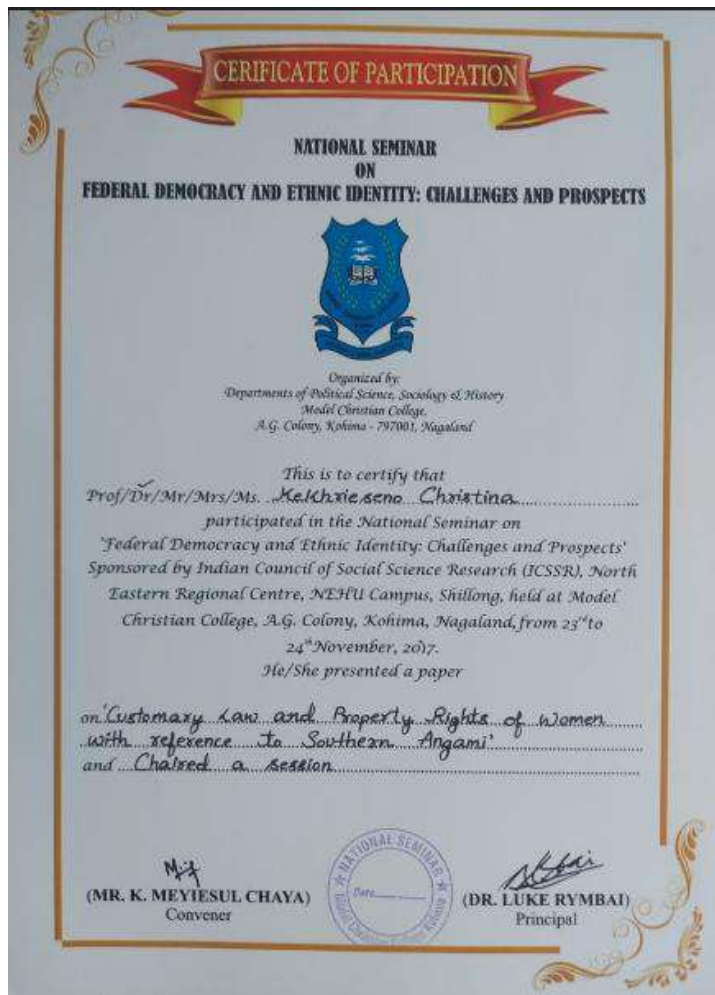 CERIFICATE OF PARTICIPATION
NATIONAL SEMINAR
ON
FEDERAL DEMOCRACY AND ETHNIC IDENTITY: CHALLENGES AND PROSPECTS
Organized by:
Departments of Political Science, Sociology & History
Model Christian College,
A.G. Colony, Kohima - 797001, Nagaland
This is to certify that
Prof/Dr/Mr/Mrs/Ms. Kelkhrieseno Christina
participated in the National Seminar on
'Federal Democracy and Ethnic Identity: Challenges and Prospects'
Sponsored by Indian Council of Social Science Research (ICSSR), North
Eastern Regional Centre, NEHU Campus, Shillong, held at Model
Christian College, A.G. Colony, Kohima, Nagaland, from 23rd to
24th November, 2017.
He/She presented a paper
on 'Customary Law and Property Rights of Women
with reference to Southern Angami'
and Chaired a session
(MR. K. MEYIESUL CHAYA)
Convener
NATIONAL SEMINAR
Date
Model Christian College Kohima
(DR. LUKE RYMBAI)
Principal